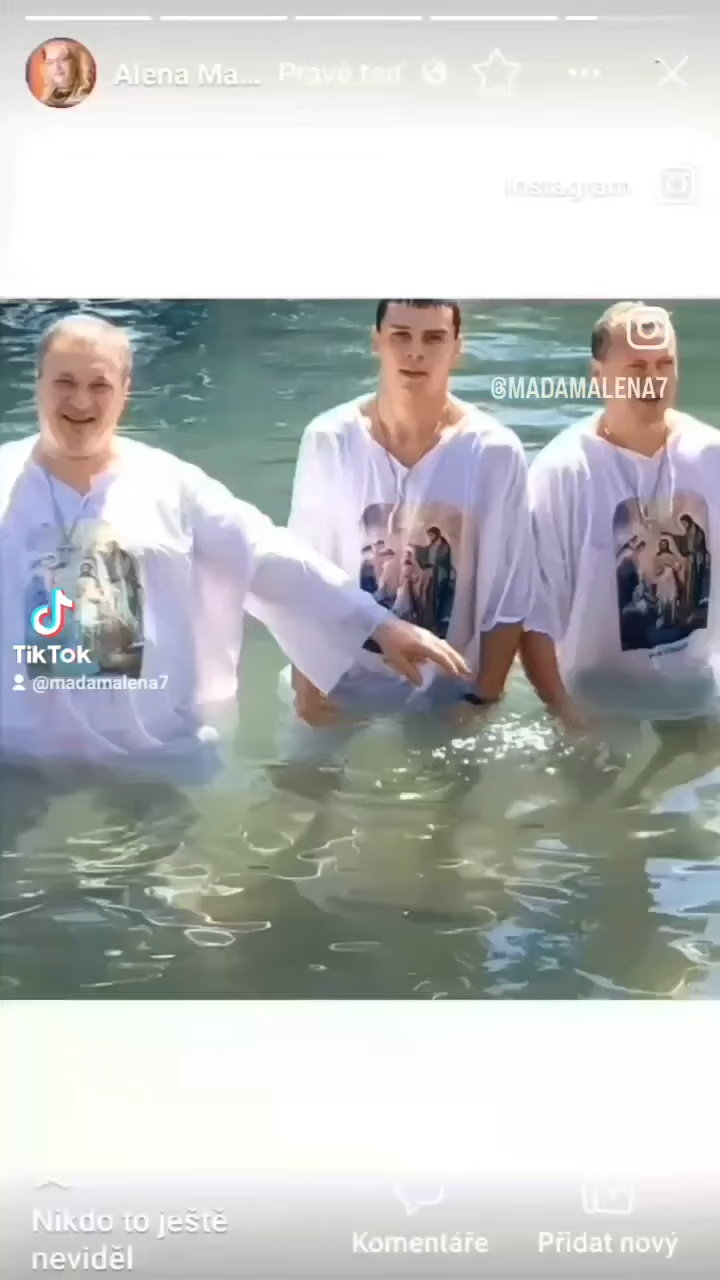 Alena Ma... Právě teď
Instagram
@MADAMALENA7
TikTok
@madamalena7
Nikdo to ještě
neviděl
Komentáře
Přidat nový